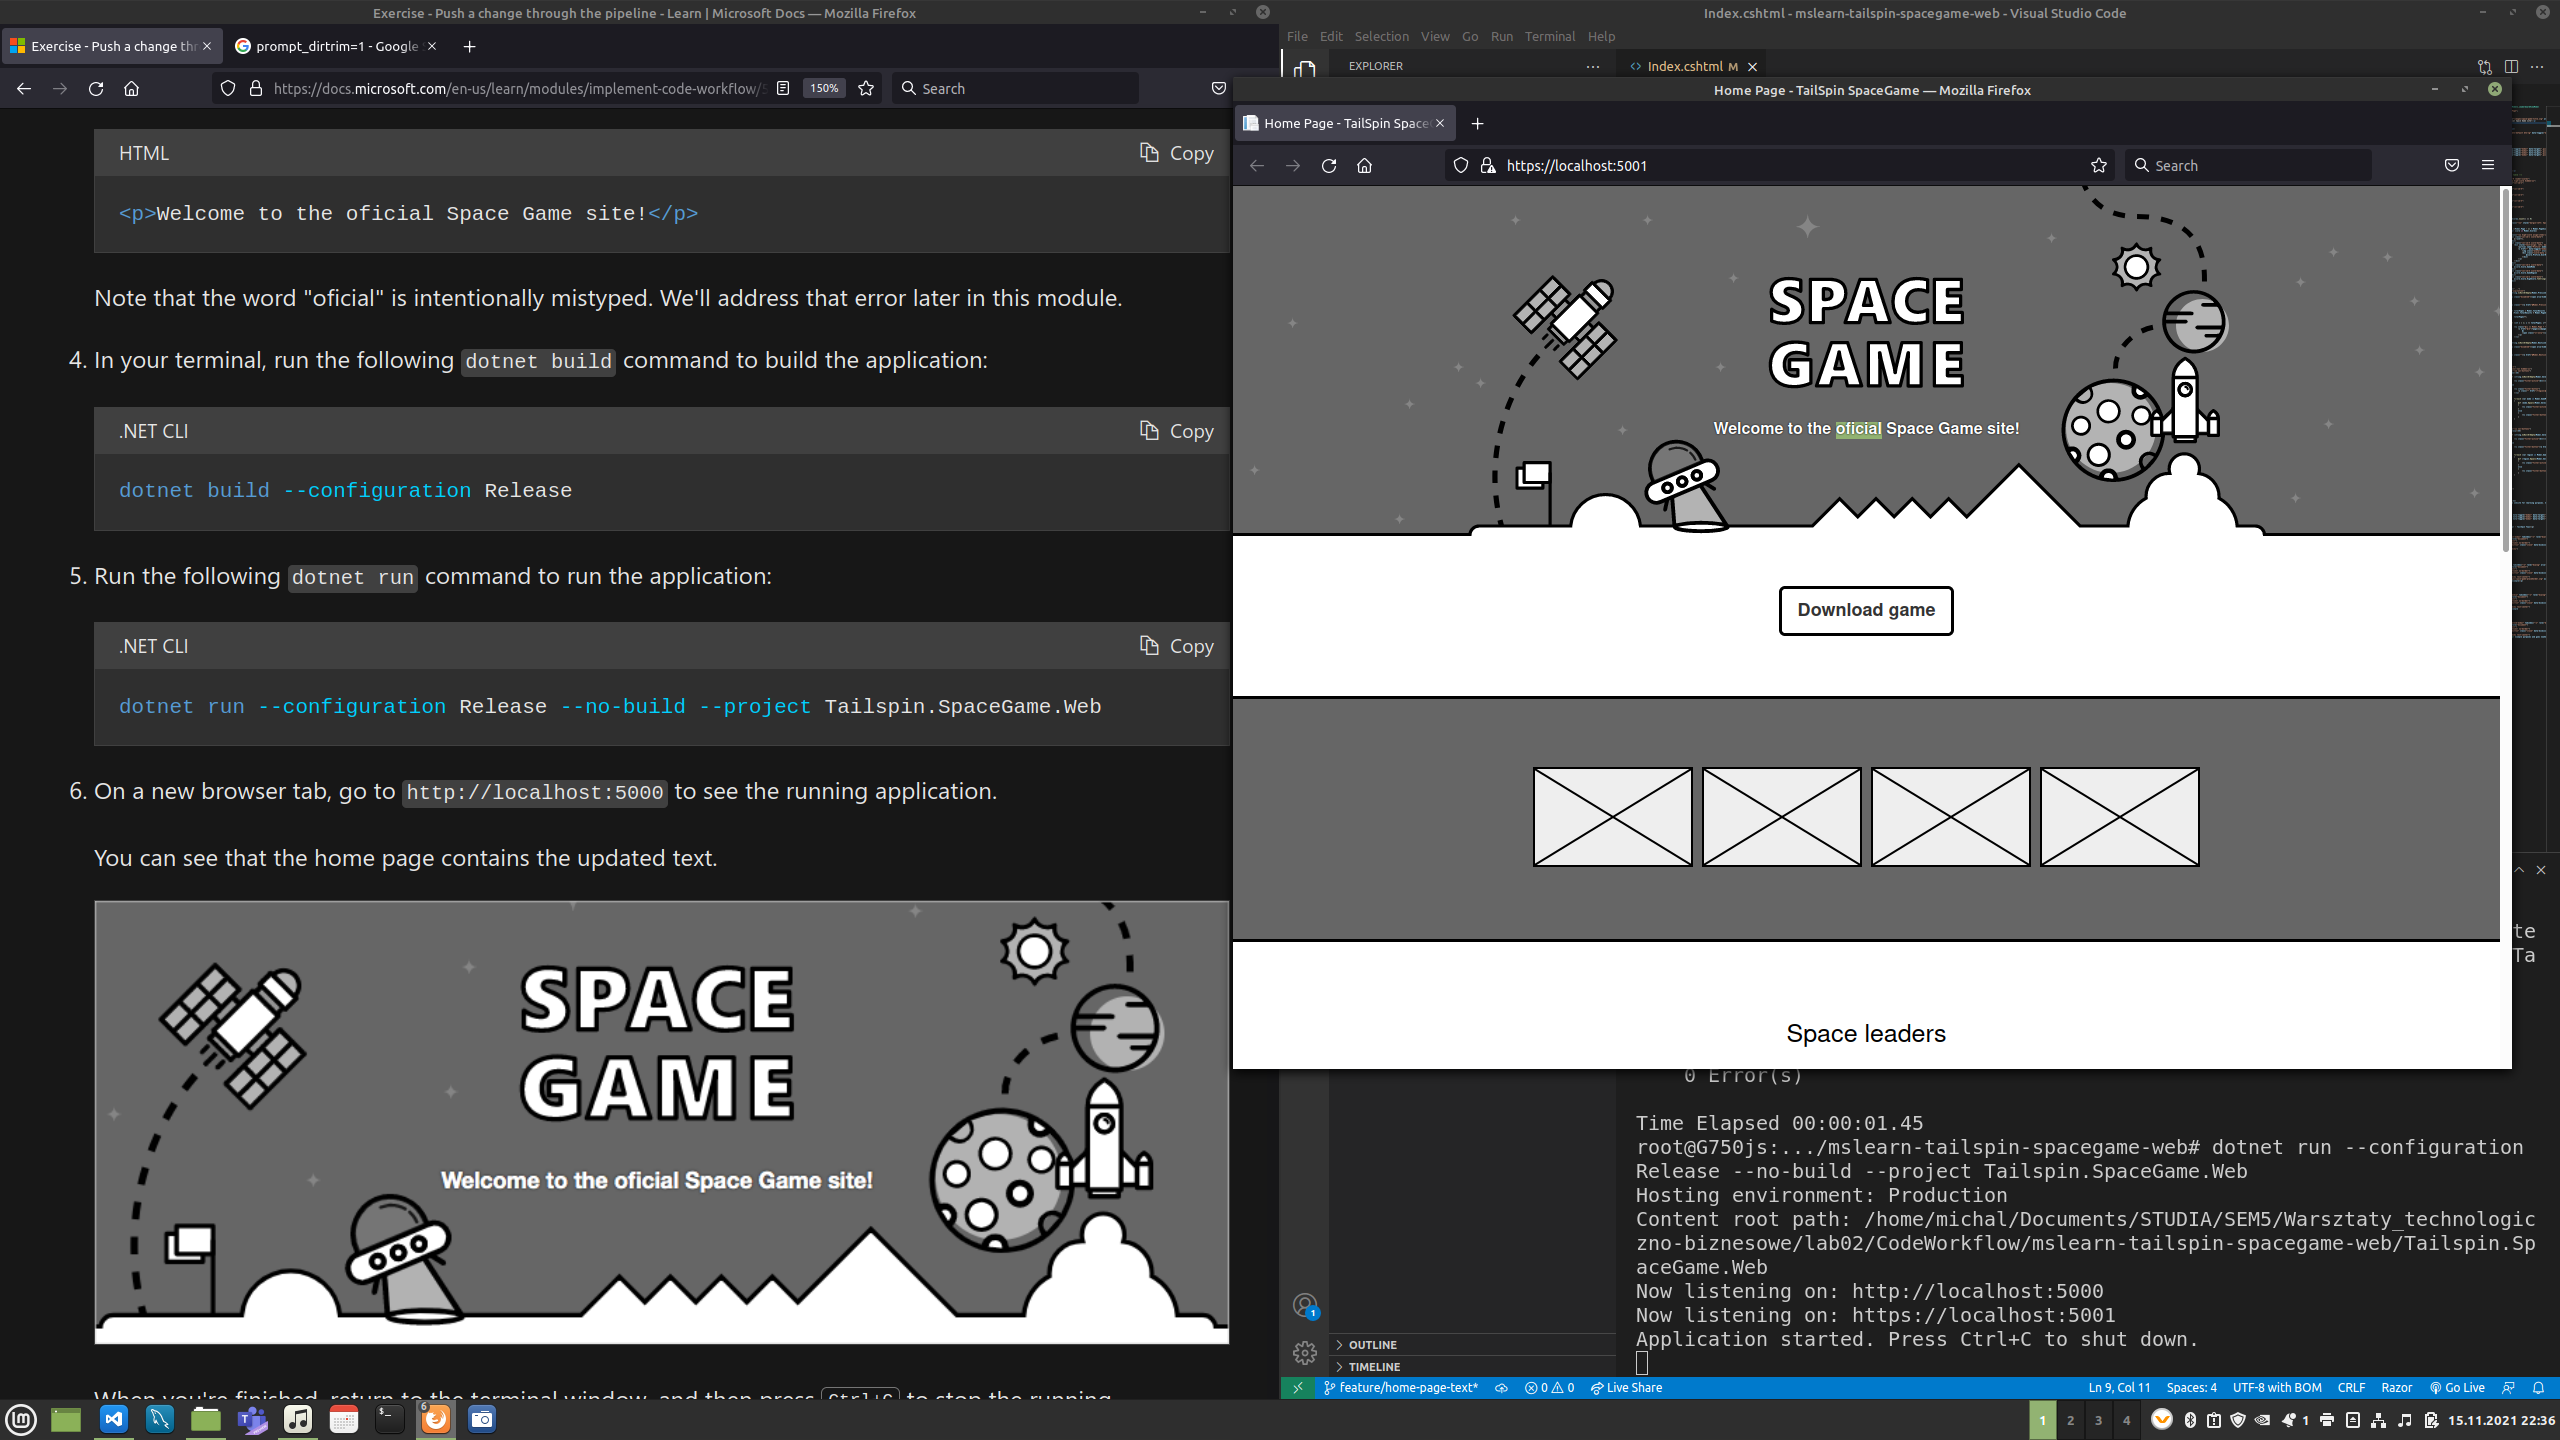 Exercise - Push a change through the pipeline - Learn | Microsoft Docs — Mozilla Firefox
Exercise - Push a change thr
prompt_dirtrim=1 - Google
https://docs.microsoft.com/en-us/learn/modules/implement-code-workflow/
150%
Search
HTML
Copy
<p>Welcome to the oficial Space Game site!</p>
Note that the word "oficial" is intentionally mistyped. We'll address that error later in this module.
4. In your terminal, run the following dotnet build command to build the application:
.NET CLI
Copy
dotnet build --configuration Release
5. Run the following dotnet run command to run the application:
.NET CLI
Copy
dotnet run --configuration Release --no-build --project Tailspin.SpaceGame.Web
6. On a new browser tab, go to http://localhost:5000 to see the running application.
You can see that the home page contains the updated text.
SPACE
GAME
Welcome to the oficial Space Game site!
When you're finished, return to the terminal window, and then press Ctrl+C to stop the running
Index.cshtml - mslearn-tailspin-spacegame-web - Visual Studio Code
File Edit Selection View Go Run Terminal Help
EXPLORER
Index.cshtml M
Home Page - TailSpin SpaceGame — Mozilla Firefox
Home Page - TailSpin Space
https://localhost:5001
Search
SPACE
GAME
Welcome to the oficial Space Game site!
Download game
Space leaders
te
Ta
0 Error(s)
Time Elapsed 00:00:01.45
root@G750js:.../mslearn-tailspin-spacegame-web# dotnet run --configuration
Release --no-build --project Tailspin.SpaceGame.Web
Hosting environment: Production
Content root path: /home/michal/Documents/STUDIA/SEM5/Warsztaty_technologic
zno-biznesowe/lab02/CodeWorkflow/mslearn-tailspin-spacegame-web/Tailspin.Sp
aceGame.Web
Now listening on: http://localhost:5000
Now listening on: https://localhost:5001
Application started. Press Ctrl+C to shut down.
1
OUTLINE
TIMELINE
feature/home-page-text* 0 0 Live Share
Ln 9, Col 11 Spaces: 4 UTF-8 with BOM CRLF Razor Go Live
6
1 2 3 4
1
15.11.2021 22:36